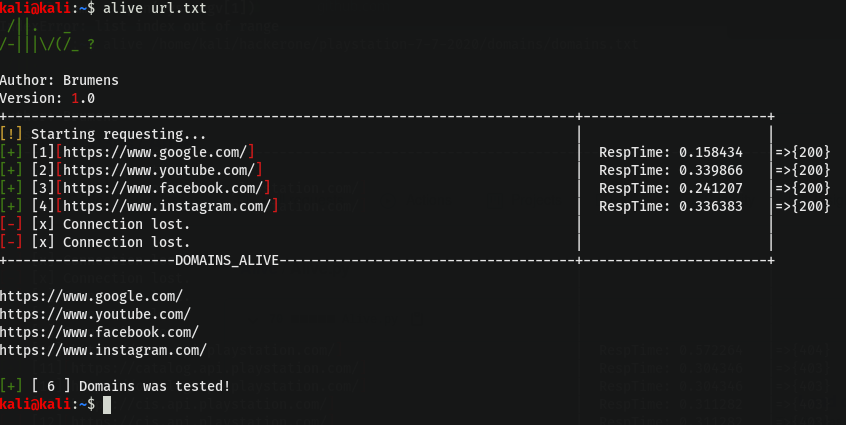 kali@kali:~$ alive url.txt
 /||.   _
/-|||\/(/_ ?
Author: Brumens
Version: 1.0
+-----------------------------------------------------------------------+-----------------------+
[!] Starting requesting... | |
[+] [1][https://www.google.com/] | RespTime: 0.158434 |=>{200}
[+] [2][https://www.youtube.com/] | RespTime: 0.339866 |=>{200}
[+] [3][https://www.facebook.com/] | RespTime: 0.241207 |=>{200}
[+] [4][https://www.instagram.com/] | RespTime: 0.336383 |=>{200}
[-] [x] Connection lost. | |
[-] [x] Connection lost. | |
+---------------------DOMAINS_ALIVE-------------------------------------+-----------------------+
https://www.google.com/
https://www.youtube.com/
https://www.facebook.com/
https://www.instagram.com/
[+] [ 6 ] Domains was tested!
kali@kali:~$